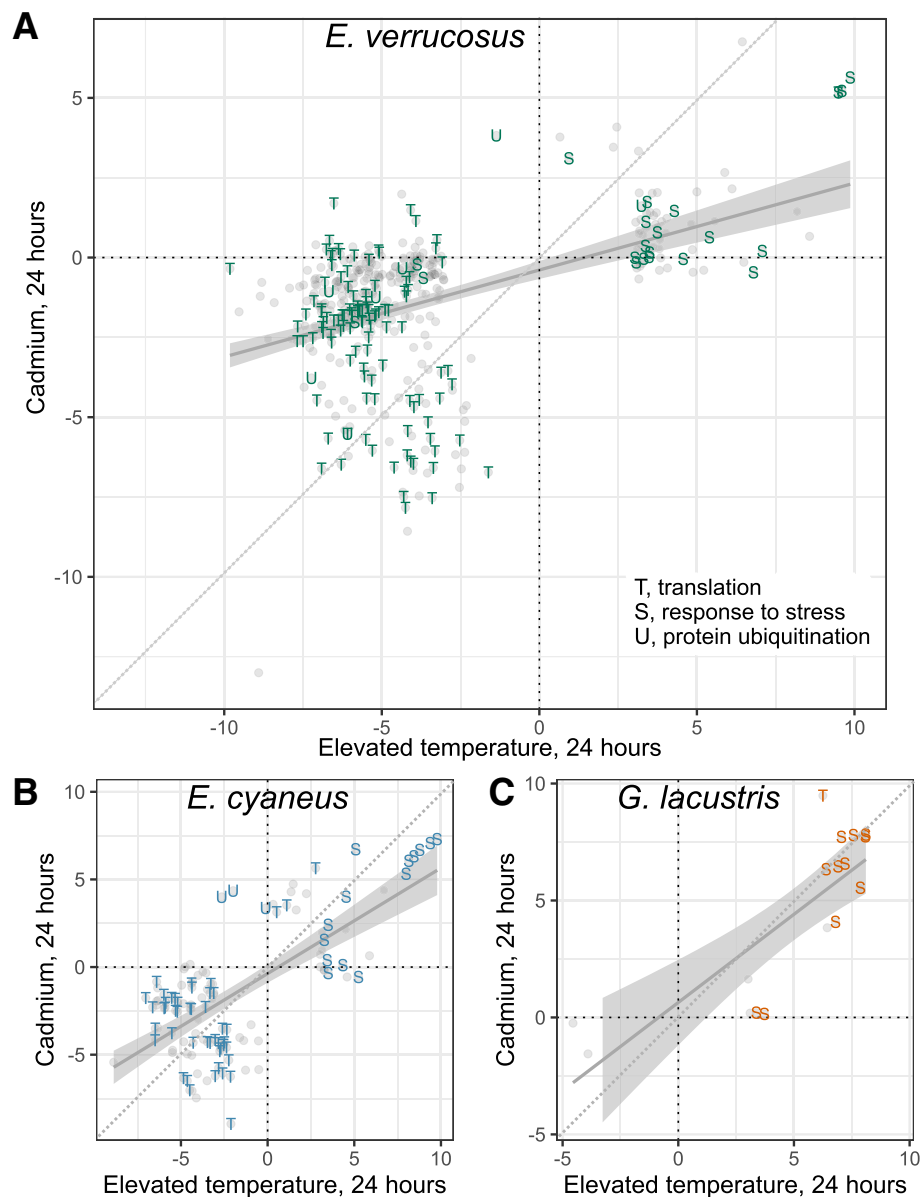 A
E. verrucosus
5
0
-5
-10
Cadmium, 24 hours
T, translation
S, response to stress
U, protein ubiquitination
-10
-5
0
5
10
Elevated temperature, 24 hours
B
E. cyaneus
10
5
0
-5
Cadmium, 24 hours
-5
0
5
10
Elevated temperature, 24 hours
C
G. lacustris
10
5
0
-5
Cadmium, 24 hours
-5
0
5
10
Elevated temperature, 24 hours